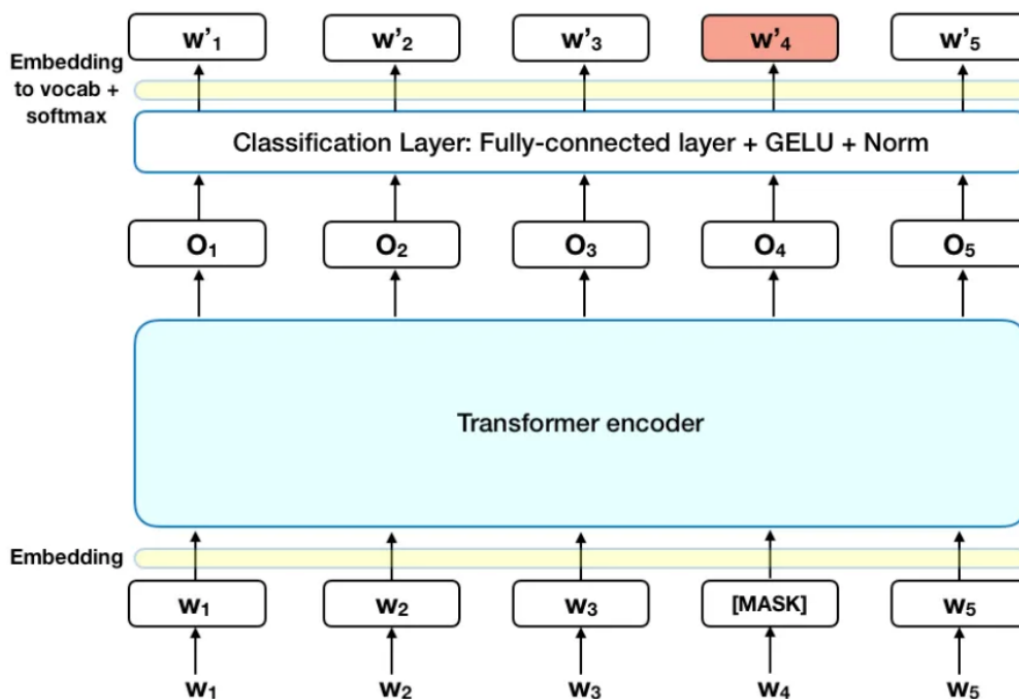 w'₁ w'₂ w'₃ w'₄ w'₅
Embedding
to vocab +
softmax
Classification Layer: Fully-connected layer + GELU + Norm
O₁ O₂ O₃ O₄ O₅
Transformer encoder
Embedding
W₁ W₂ W₃ [MASK] W₅
W₁ W₂ W₃ W₄ W₅